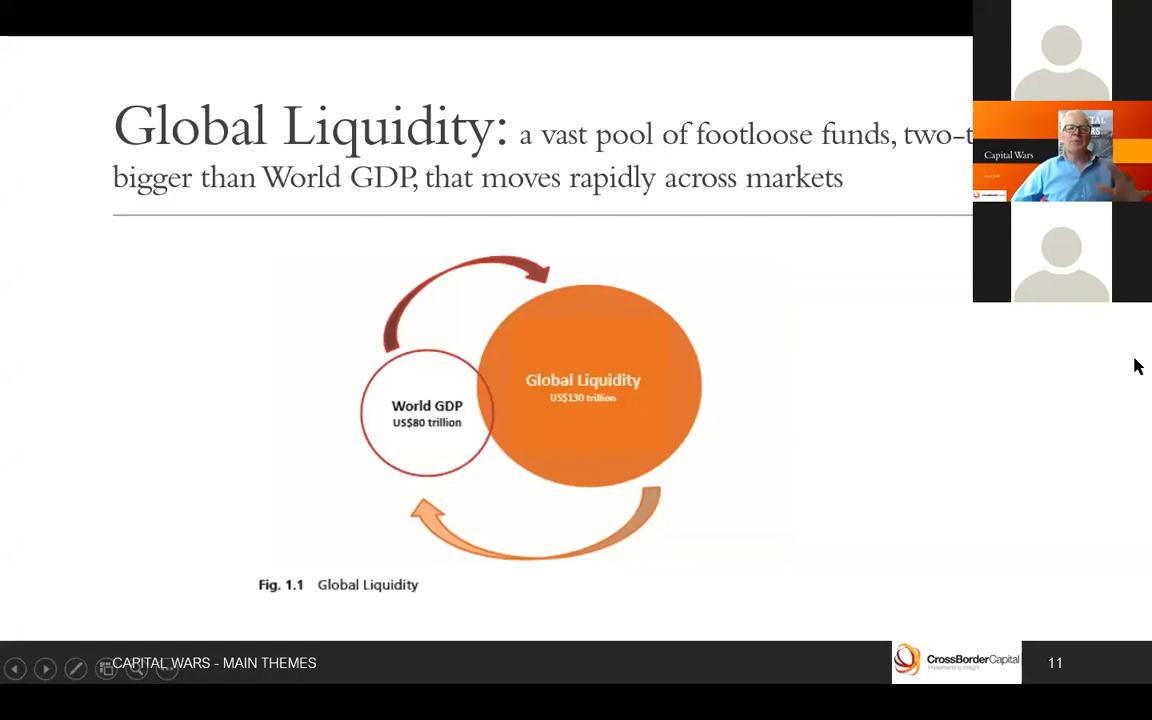 Global Liquidity: a vast pool of footloose funds, two-t
bigger than World GDP, that moves rapidly across markets
Capital Wars
Global Liquidity
US$130 trillion
World GDP
US$80 trillion
Fig. 1.1 Global Liquidity
CAPITAL WARS - MAIN THEMES
CrossBorderCapital
Implementing Insight
11